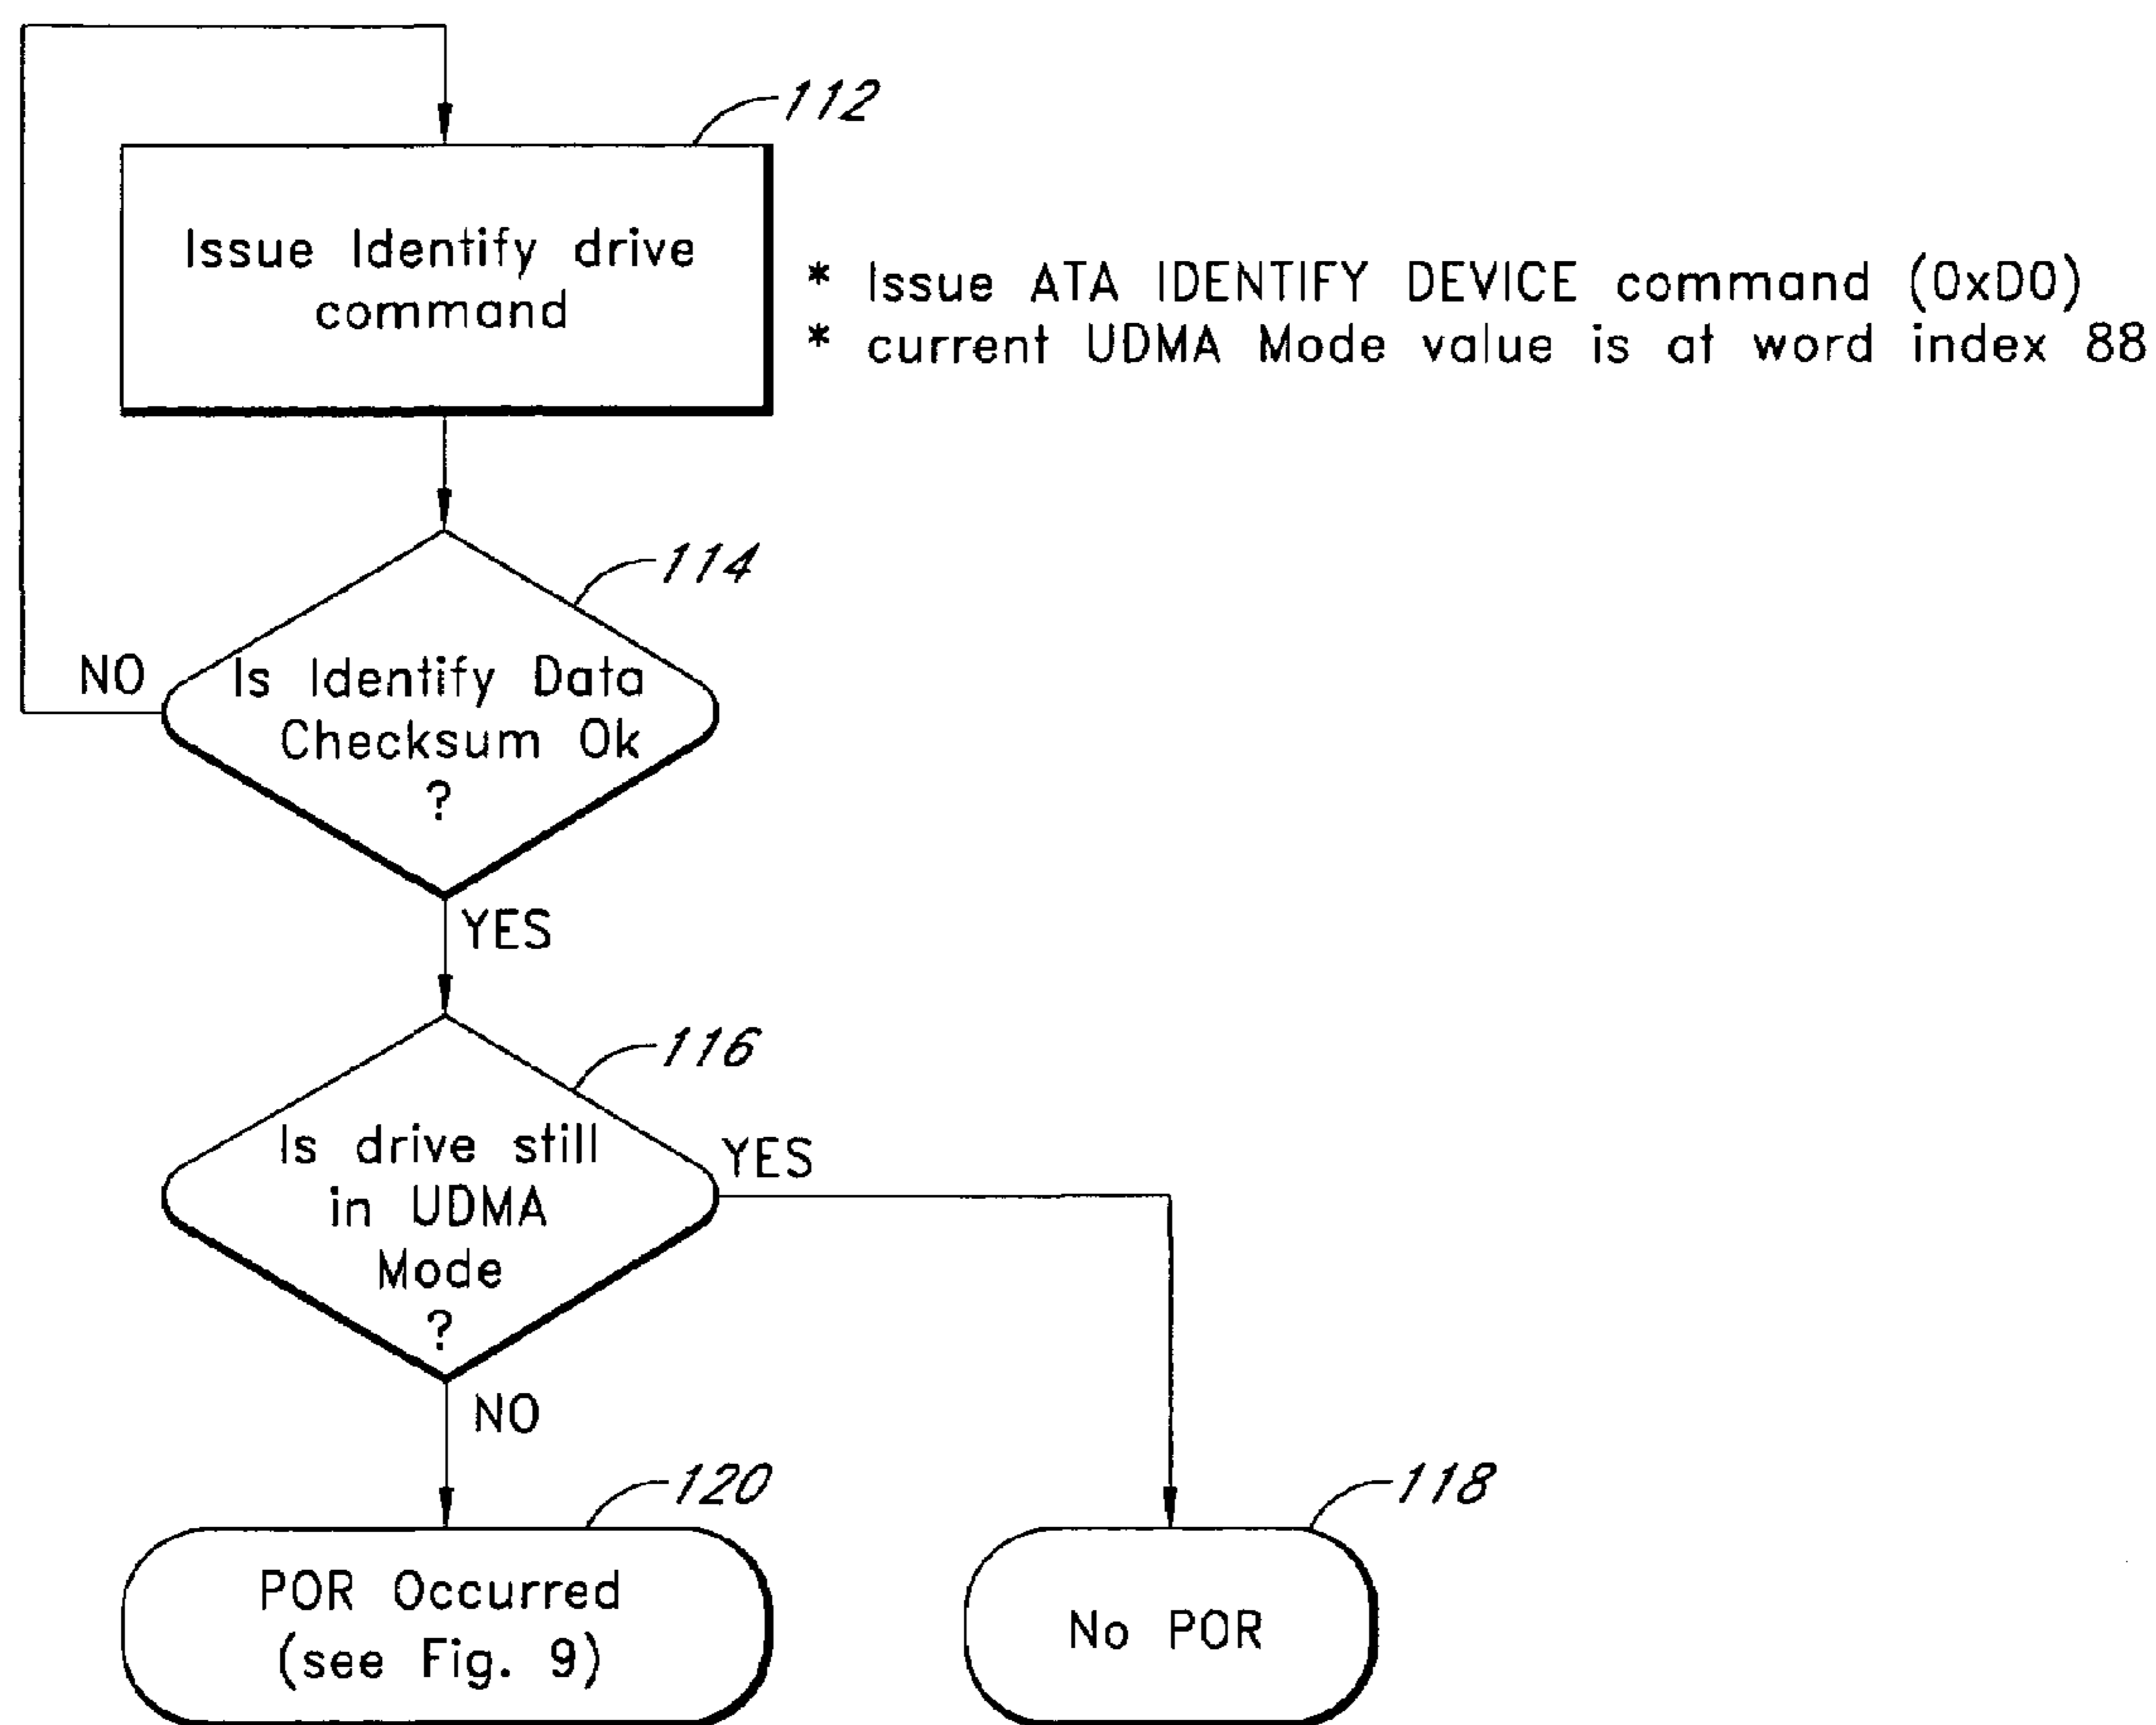 112
Issue Identify drive
command
* Issue ATA IDENTIFY DEVICE command (0xD0)
* current UDMA Mode value is at word index 88
114
NO
Is Identify Data
Checksum Ok
?
YES
116
Is drive still
in UDMA
Mode
?
YES
NO
120
POR Occurred
(see Fig. 9)
118
No POR